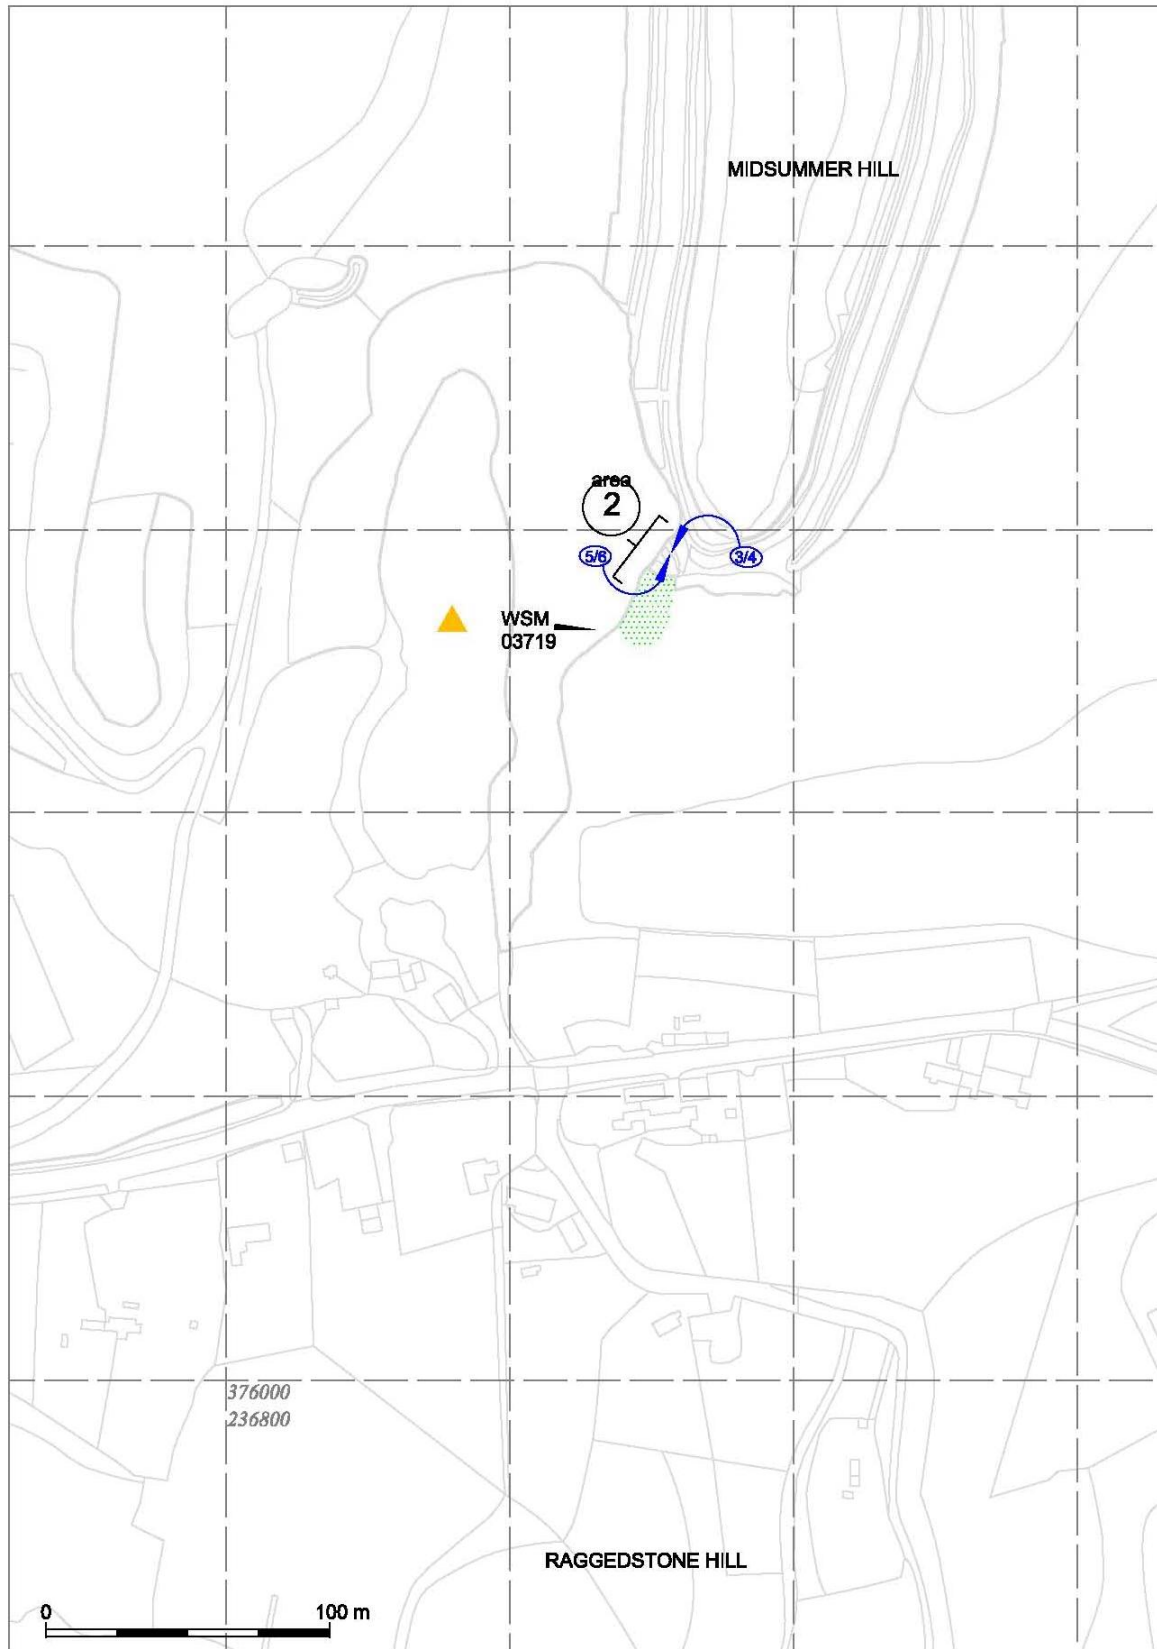 MIDSUMMER HILL
area
2
5/6
3/4
WSM
03719
376000
236800
RAGGEDSTONE HILL
0
100 m